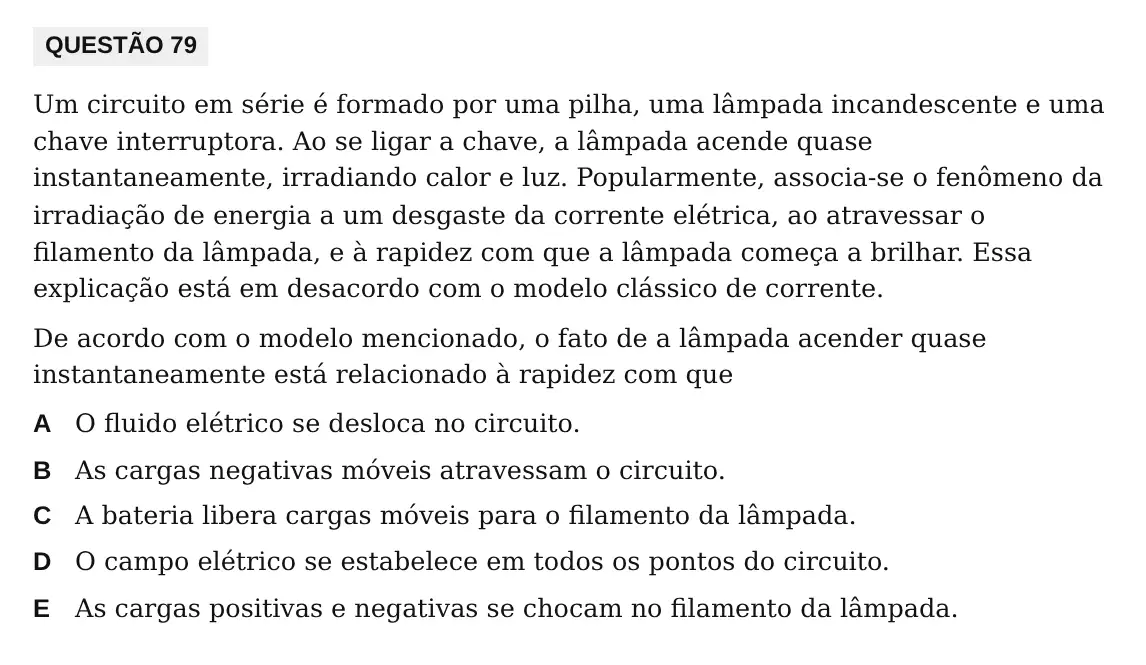 QUESTÃO 79
Um circuito em série é formado por uma pilha, uma lâmpada incandescente e uma
chave interruptora. Ao se ligar a chave, a lâmpada acende quase
instantaneamente, irradiando calor e luz. Popularmente, associa-se o fenômeno da
irradiação de energia a um desgaste da corrente elétrica, ao atravessar o
filamento da lâmpada, e à rapidez com que a lâmpada começa a brilhar. Essa
explicação está em desacordo com o modelo clássico de corrente.
De acordo com o modelo mencionado, o fato de a lâmpada acender quase
instantaneamente está relacionado à rapidez com que
A O fluido elétrico se desloca no circuito.
B As cargas negativas móveis atravessam o circuito.
C A bateria libera cargas móveis para o filamento da lâmpada.
D O campo elétrico se estabelece em todos os pontos do circuito.
E As cargas positivas e negativas se chocam no filamento da lâmpada.